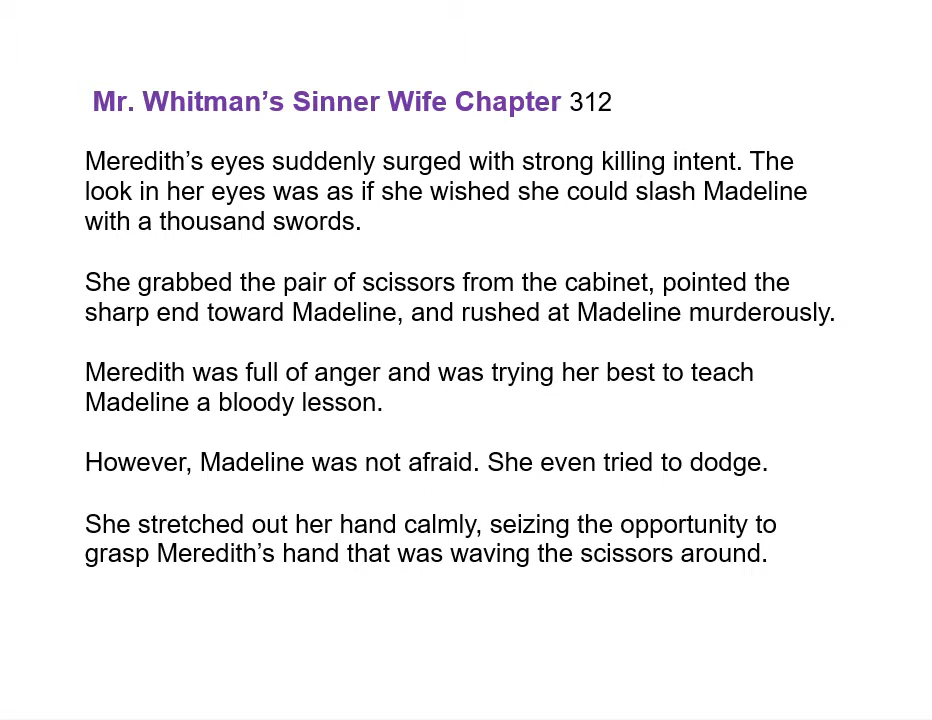 Mr. Whitman’s Sinner Wife Chapter 312
Meredith’s eyes suddenly surged with strong killing intent. The
look in her eyes was as if she wished she could slash Madeline
with a thousand swords.
She grabbed the pair of scissors from the cabinet, pointed the
sharp end toward Madeline, and rushed at Madeline murderously.
Meredith was full of anger and was trying her best to teach
Madeline a bloody lesson.
However, Madeline was not afraid. She even tried to dodge.
She stretched out her hand calmly, seizing the opportunity to
grasp Meredith’s hand that was waving the scissors around.